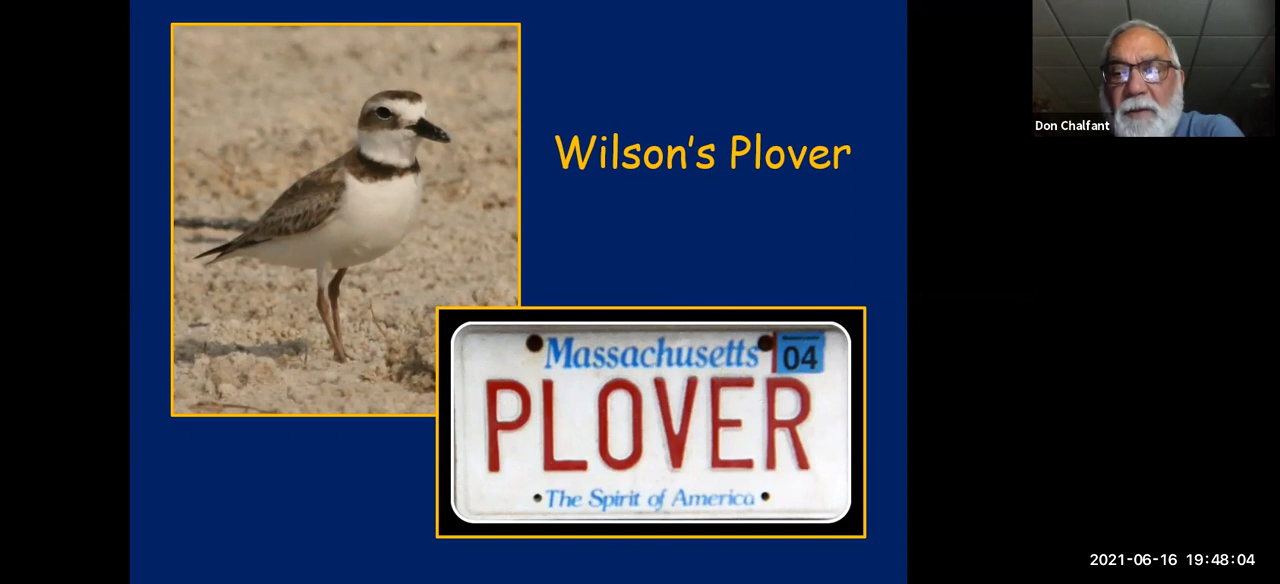 Wilson's Plover
Don Chalfant
Massachusetts
04
PLOVER
The Spirit of America
2021-06-16 19:48:04